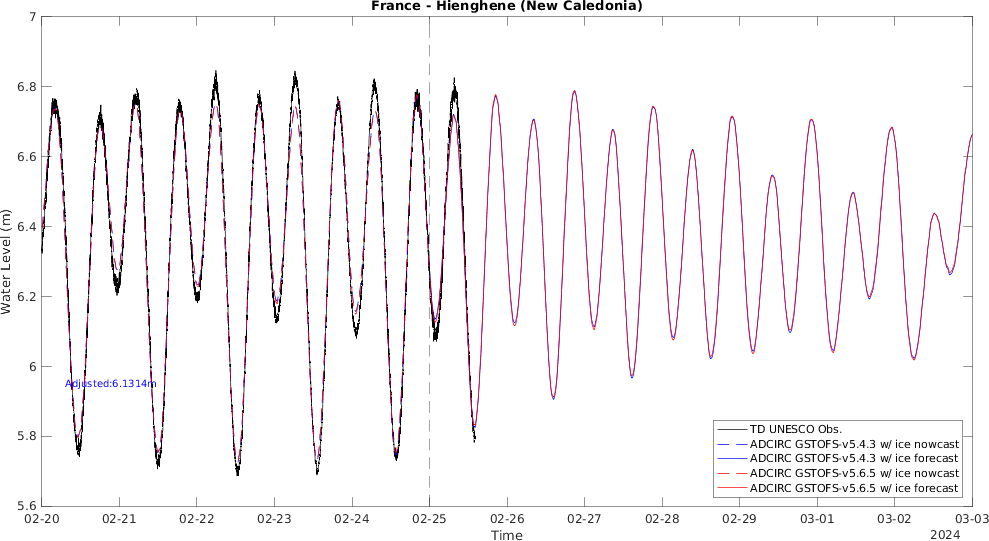 France - Hienghene (New Caledonia)
7
6.8
6.6
6.4
6.2
6
5.8
5.6
Water Level (m)
Adjusted:6.1314m
TD UNESCO Obs.
ADCIRC GSTOFS-v5.4.3 w/ ice nowcast
ADCIRC GSTOFS-v5.4.3 w/ ice forecast
ADCIRC GSTOFS-v5.6.5 w/ ice nowcast
ADCIRC GSTOFS-v5.6.5 w/ ice forecast
02-20 02-21 02-22 02-23 02-24 02-25 02-26 02-27 02-28 02-29 03-01 03-02 03-03
Time
2024